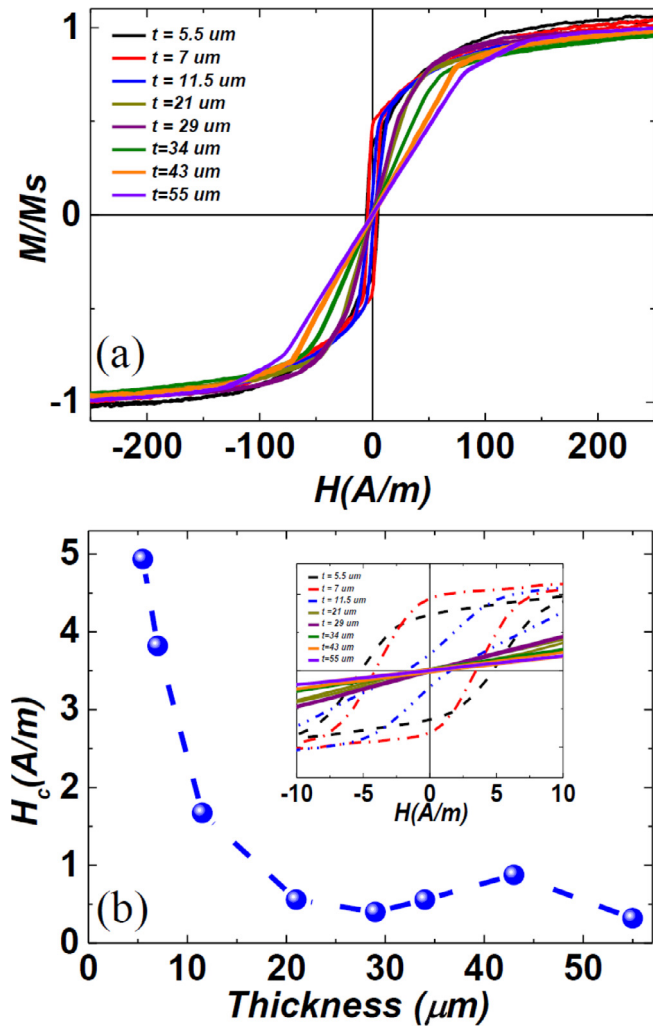 1
t = 5.5 um
t = 7 um
t = 11.5 um
t =21 um
t = 29 um
t=34 um
t=43 um
t=55 um
M/Ms
0
(a)
-1
-200 -100 0 100 200
H(A/m)
5
4
3
2
1
0
Hc(A/m)
t = 5.5 um
t = 7 um
t = 11.5 um
t =21 um
t = 29 um
t=34 um
t=43 um
t=55 um
-10 -5 0 5 10
H(A/m)
(b)
0 10 20 30 40 50
Thickness (μm)